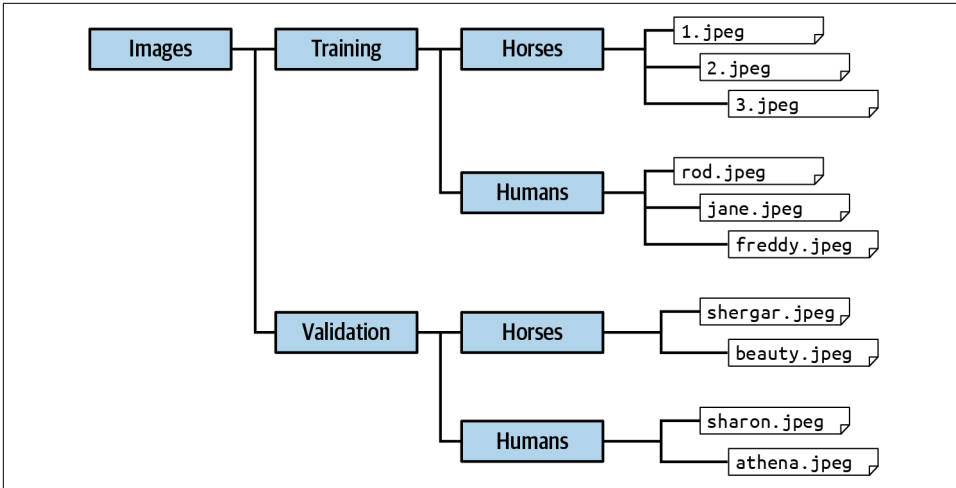 Images
Training
Horses
1.jpeg
2.jpeg
3.jpeg
Humans
rod.jpeg
jane.jpeg
freddy.jpeg
Validation
Horses
shergar.jpeg
beauty.jpeg
Humans
sharon.jpeg
athena.jpeg